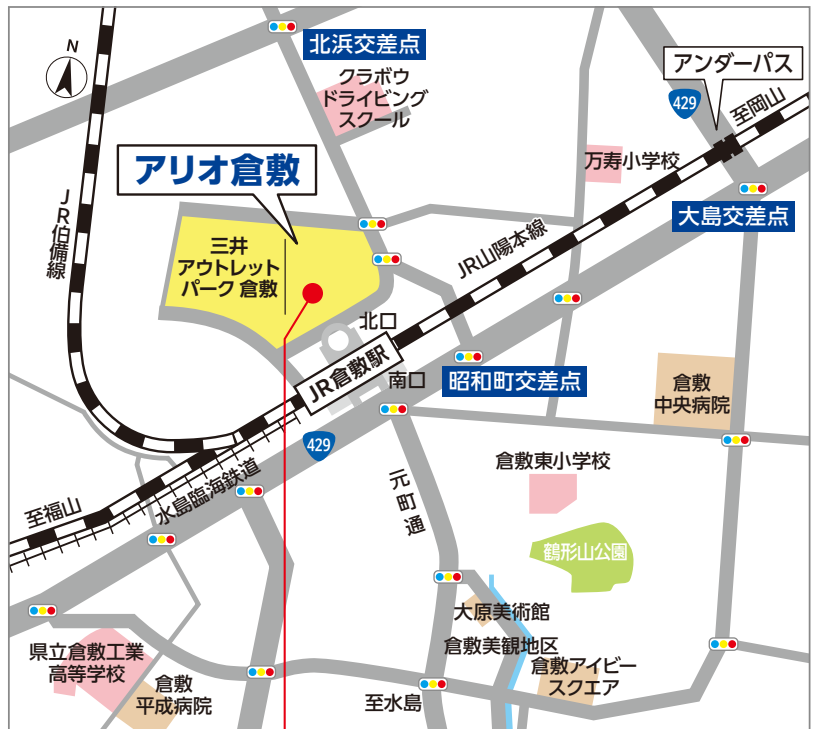 N
北浜交差点
クラボウ
ドライビング
スクール
アンダーパス
429
至岡山
万寿小学校
アリオ倉敷
大島交差点
JR伯備線
三井
アウトレット
パーク 倉敷
JR山陽本線
北口
JR倉敷駅
南口
昭和町交差点
倉敷
中央病院
429
倉敷東小学校
水島臨海鉄道
至福山
元町通
鶴形山公園
大原美術館
倉敷美観地区
県立倉敷工業
高等学校
倉敷アイビー
スクエア
倉敷
平成病院
至水島